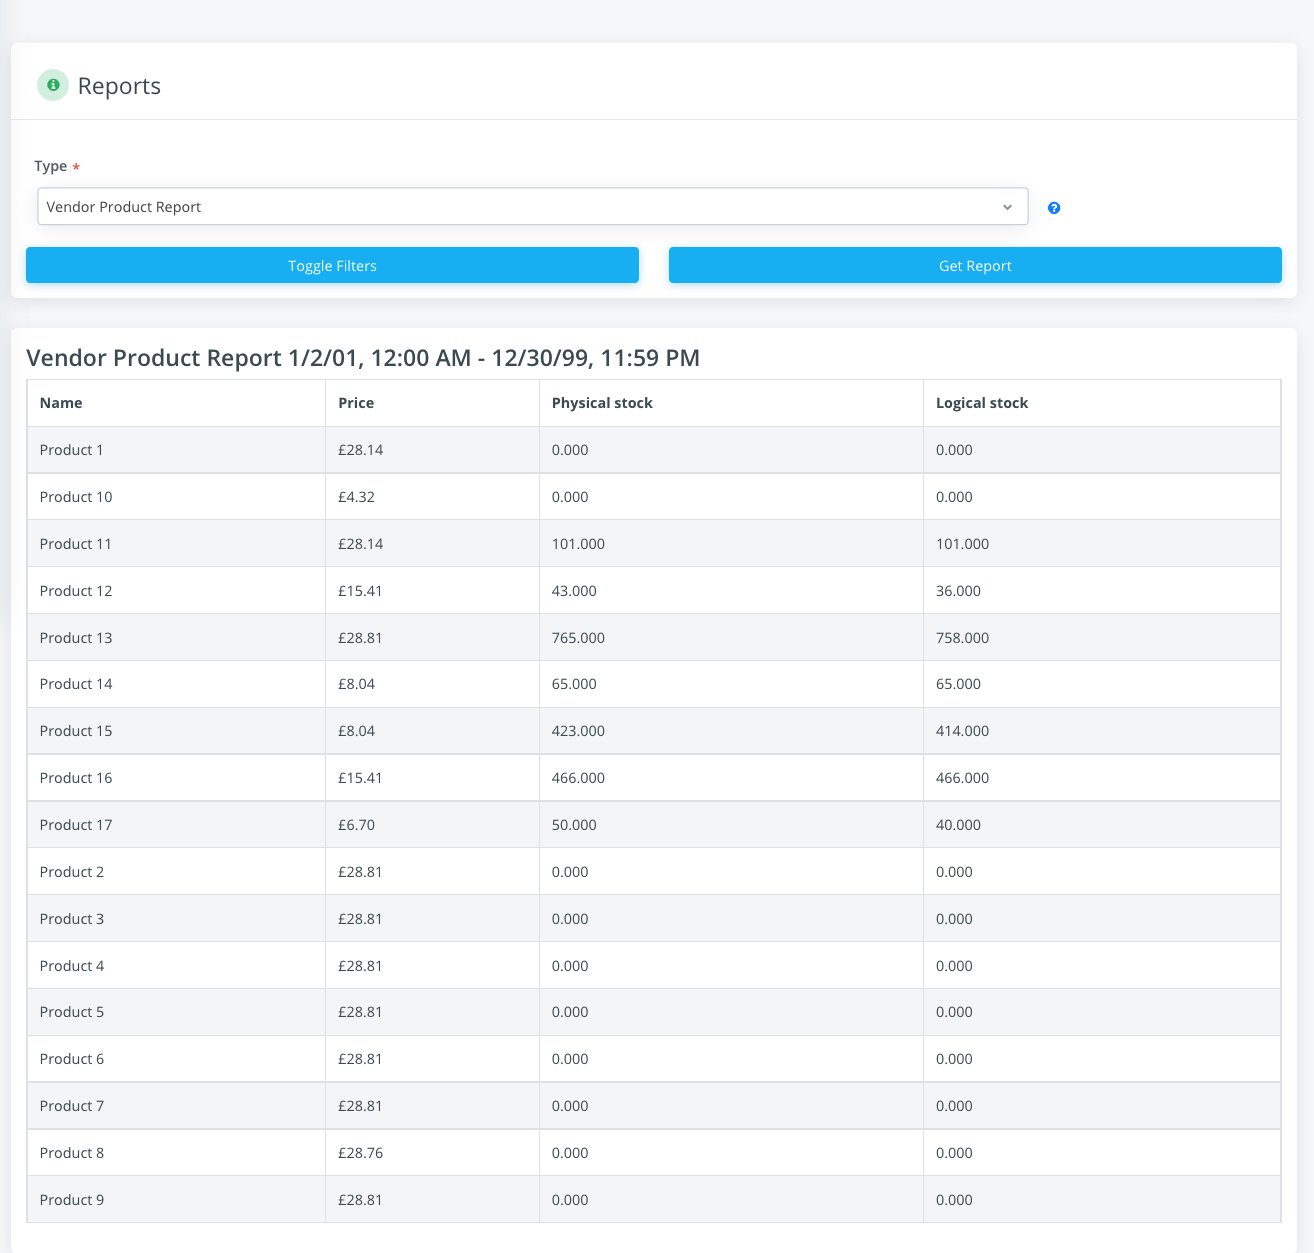 Reports
Type *
Vendor Product Report
Toggle Filters Get Report
Vendor Product Report 1/2/01, 12:00 AM - 12/30/99, 11:59 PM
Name Price Physical stock Logical stock
Product 1 £28.14 0.000 0.000
Product 10 £4.32 0.000 0.000
Product 11 £28.14 101.000 101.000
Product 12 £15.41 43.000 36.000
Product 13 £28.81 765.000 758.000
Product 14 £8.04 65.000 65.000
Product 15 £8.04 423.000 414.000
Product 16 £15.41 466.000 466.000
Product 17 £6.70 50.000 40.000
Product 2 £28.81 0.000 0.000
Product 3 £28.81 0.000 0.000
Product 4 £28.81 0.000 0.000
Product 5 £28.81 0.000 0.000
Product 6 £28.81 0.000 0.000
Product 7 £28.81 0.000 0.000
Product 8 £28.76 0.000 0.000
Product 9 £28.81 0.000 0.000